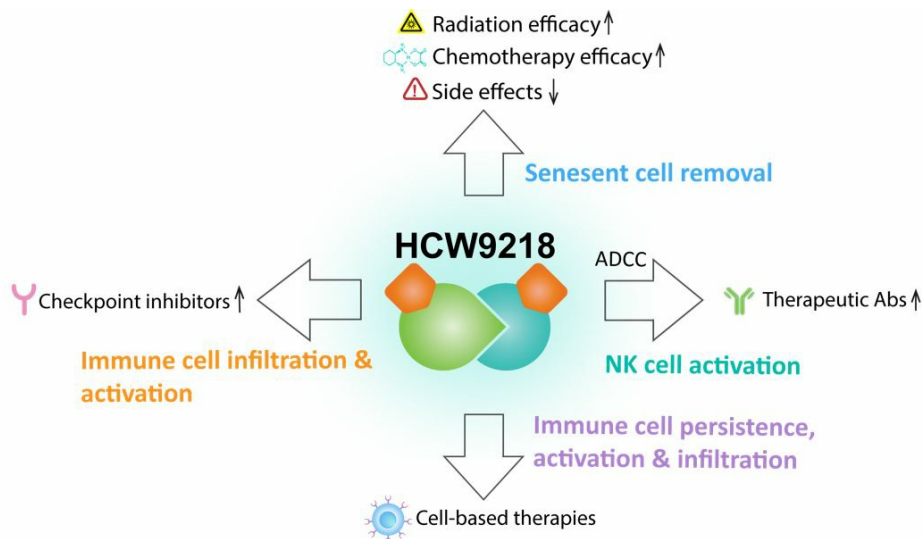 Radiation efficacy↑
Chemotherapy efficacy↑
Side effects↓
Senesent cell removal
HCW9218
ADCC
Checkpoint inhibitors↑
Therapeutic Abs↑
Immune cell infiltration &
activation
NK cell activation
Immune cell persistence,
activation & infiltration
Cell-based therapies